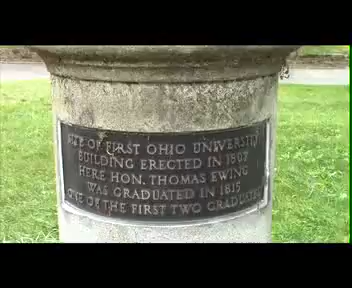 SITE OF FIRST OHIO UNIVERSITY
BUILDING ERECTED IN 1807
HERE HON. THOMAS EWING
WAS GRADUATED IN 1815
ONE OF THE FIRST TWO GRADUATES